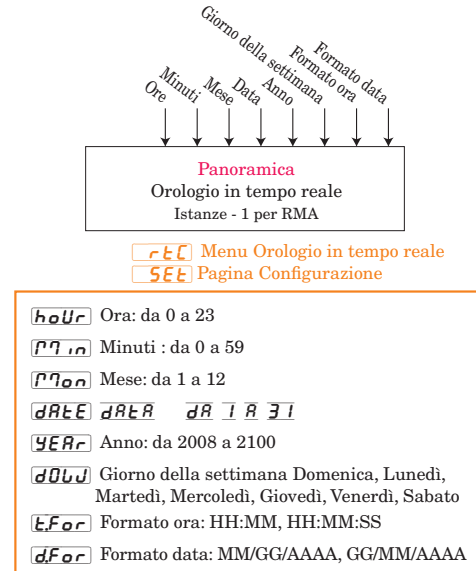 Ore
Minuti
Mese
Data
Anno
Giorno della settimana
Formato ora
Formato data
Panoramica
Orologio in tempo reale
Istanze - 1 per RMA
rtC Menu Orologio in tempo reale
SEt Pagina Configurazione
hoUr Ora: da 0 a 23
Min Minuti : da 0 a 59
Mon Mese: da 1 a 12
dAtE dAtA dA 1 A 31
YEAr Anno: da 2008 a 2100
doW Giorno della settimana Domenica, Lunedì,
Martedì, Mercoledì, Giovedì, Venerdì, Sabato
t.For Formato ora: HH:MM, HH:MM:SS
d.For Formato data: MM/GG/AAAA, GG/MM/AAAA